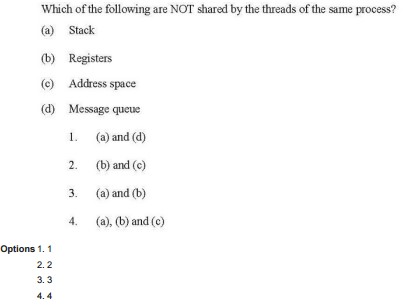 Which of the following are NOT shared by the threads of the same process?
(a) Stack
(b) Registers
(c) Address space
(d) Message queue
1. (a) and (d)
2. (b) and (c)
3. (a) and (b)
4. (a), (b) and (c)
Options 1. 1
2. 2
3. 3
4. 4